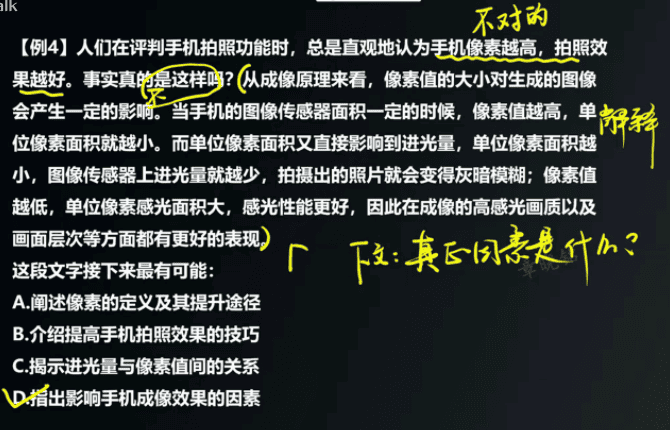 alk
不对的
【例4】人们在评判手机拍照功能时，总是直观地认为手机像素越高，拍照效
果越好。事实真的是这样吗？从成像原理来看，像素值的大小对生成的图像
不
会产生一定的影响。当手机的图像传感器面积一定的时候，像素值越高，单
位像素面积就越小。而单位像素面积又直接影响到进光量，单位像素面积越
解释
小，图像传感器上进光量就越少，拍摄出的照片就会变得灰暗模糊；像素值
越低，单位像素感光面积大，感光性能更好，因此在成像的高感光画质以及
画面层次等方面都有更好的表现。
下文：真正因素是什么？
这段文字接下来最有可能：
A.阐述像素的定义及其提升途径
B.介绍提高手机拍照效果的技巧
C.揭示进光量与像素值间的关系
D.指出影响手机成像效果的因素